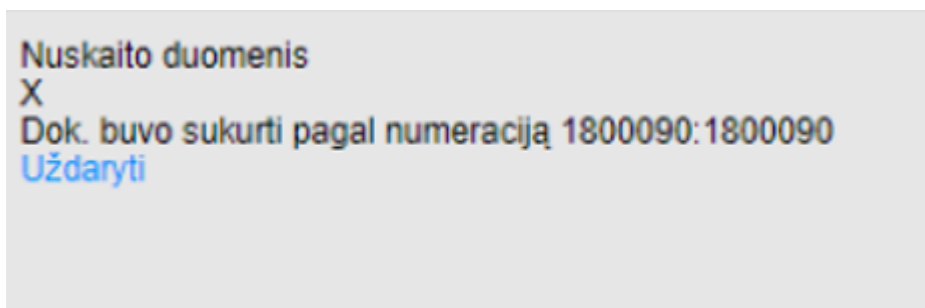 Nuskaito duomenis
X
Dok. buvo sukurti pagal numeraciją 1800090:1800090
Uždaryti